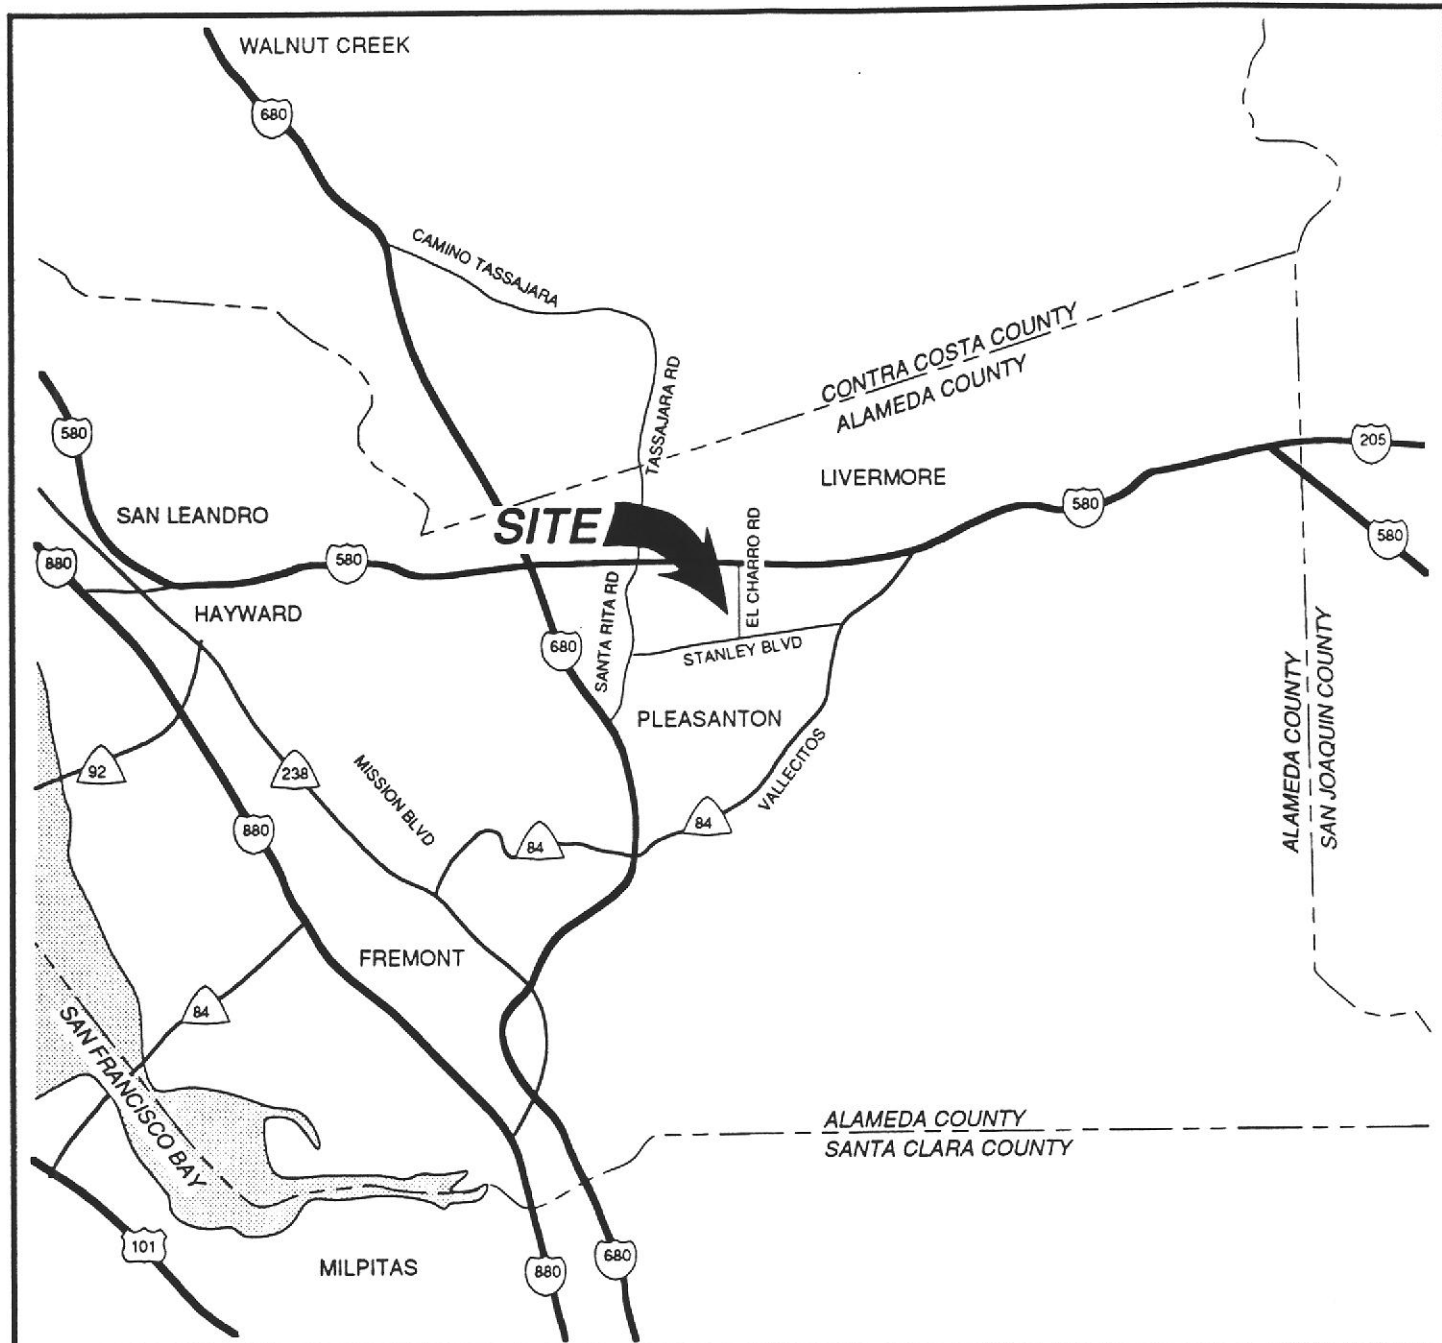 WALNUT CREEK
680
CAMINO TASSAJARA
TASSAJARA RD
CONTRA COSTA COUNTY
ALAMEDA COUNTY
580
205
LIVERMORE
SAN LEANDRO
SITE
580
580
580
880
EL CHARRO RD
HAYWARD
SANTA RITA RD
680
STANLEY BLVD
PLEASANTON
ALAMEDA COUNTY
SAN JOAQUIN COUNTY
92
238
MISSION BLVD
VALLECITOS
880
84
84
FREMONT
84
SAN FRANCISCO BAY
ALAMEDA COUNTY
SANTA CLARA COUNTY
101
MILPITAS
880
680